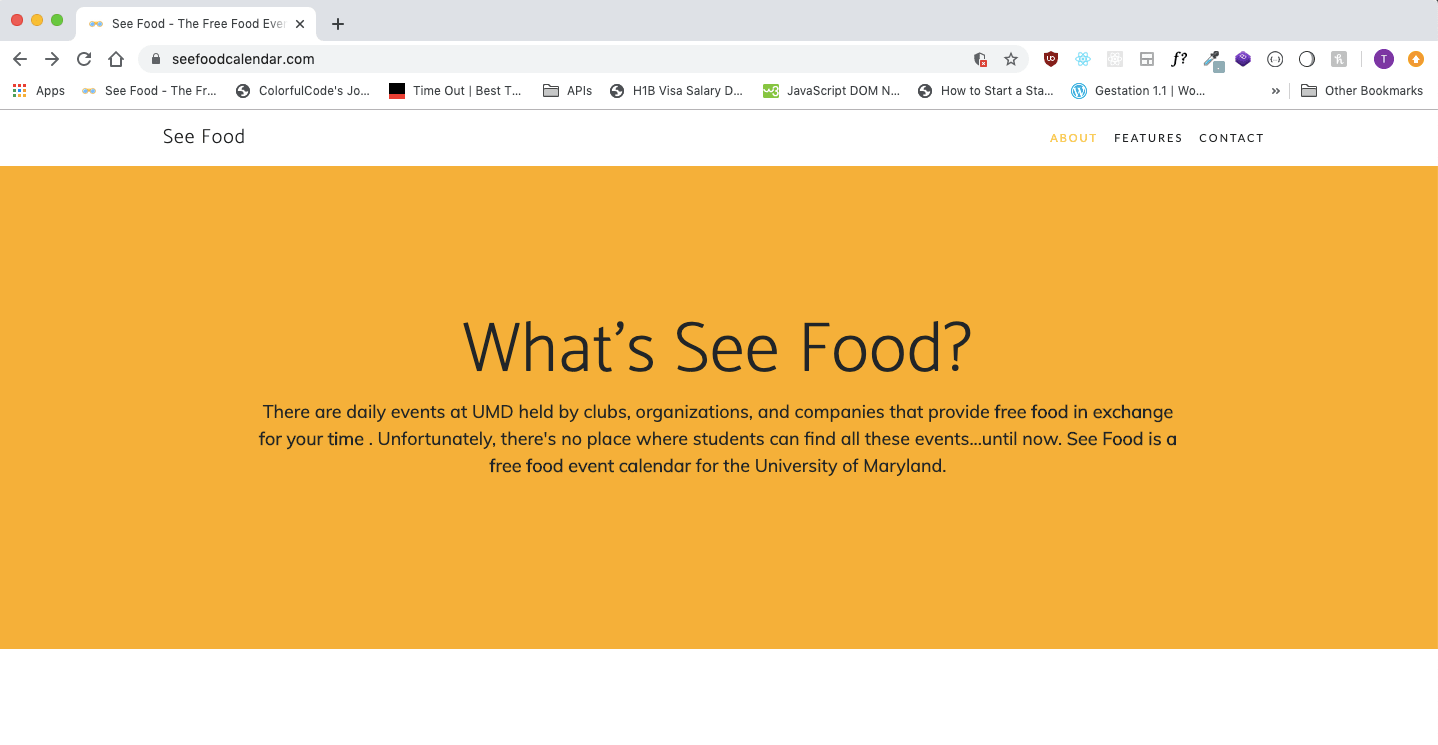 See Food - The Free Food Eve
seefoodcalendar.com
f?
T
Apps
See Food - The Fr...
ColorfulCode's Jo...
Time Out | Best T...
APIs
H1B Visa Salary D...
JavaScript DOM N...
How to Start a Sta...
Gestation 1.1 | Wo...
»
Other Bookmarks
See Food
ABOUT FEATURES CONTACT
What's See Food?
There are daily events at UMD held by clubs, organizations, and companies that provide free food in exchange
for your time . Unfortunately, there's no place where students can find all these events...until now. See Food is a
free food event calendar for the University of Maryland.